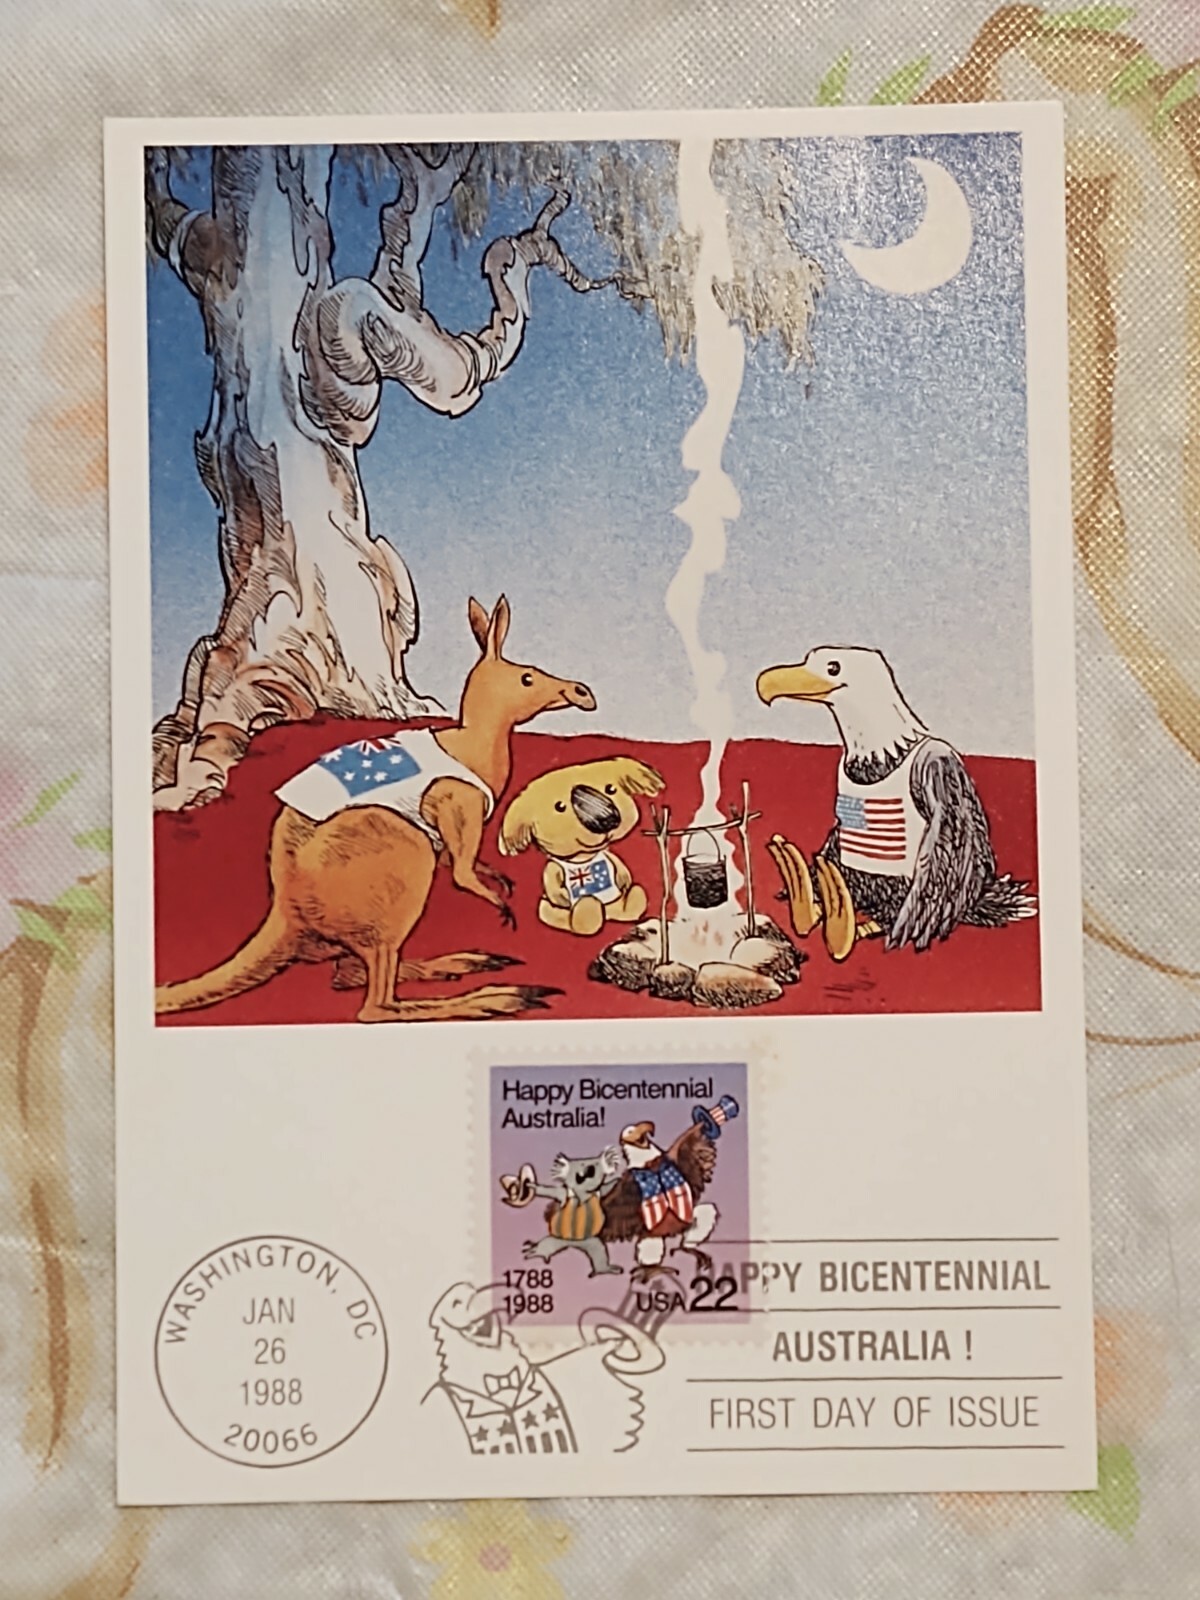 Happy Bicentennial
Australia!
1788
1988
USA 22
WASHINGTON, DC
JAN
26
1988
20066
HAPPY BICENTENNIAL
AUSTRALIA !
FIRST DAY OF ISSUE